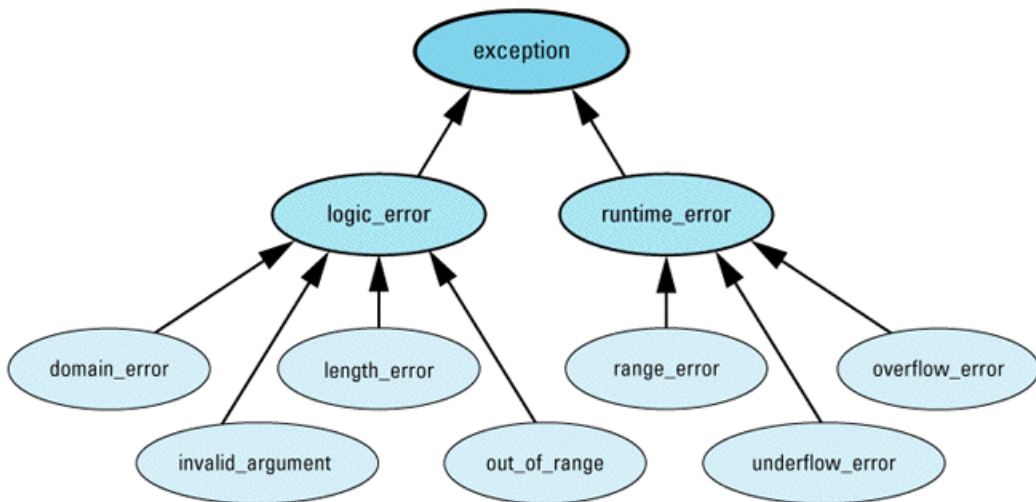 exception
logic_error
runtime_error
domain_error
length_error
range_error
overflow_error
invalid_argument
out_of_range
underflow_error